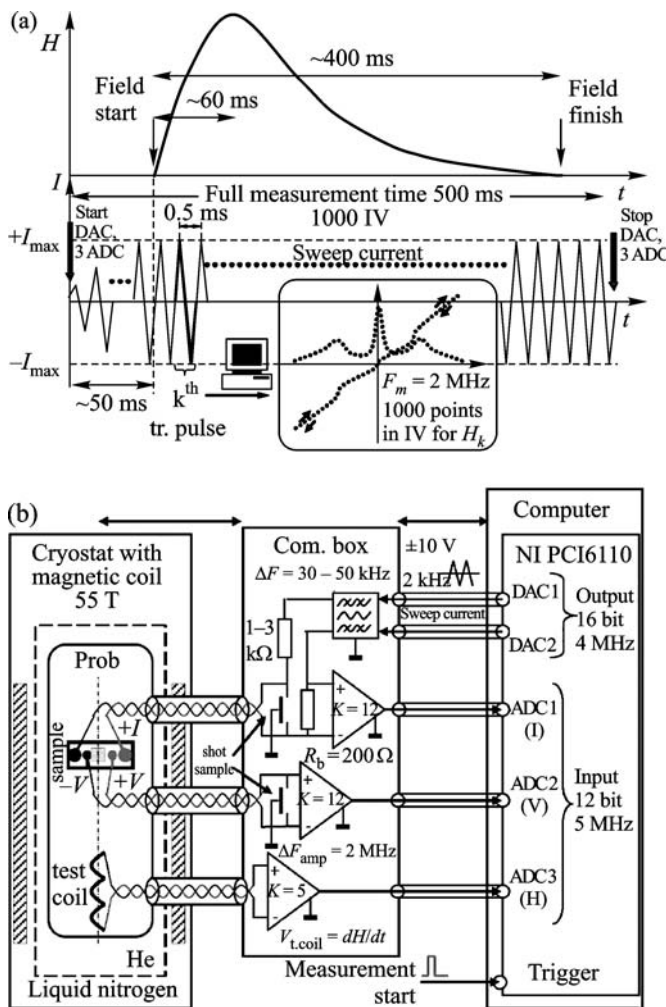 (a)
H
~400 ms
Field
start
~60 ms
Field
finish
I
Full measurement time 500 ms
t
Start
DAC,
3 ADC
0.5 ms
1000 IV
Stop
DAC,
3 ADC
+Imax
Sweep current
t
−Imax
~50 ms
kth
tr. pulse
Fm = 2 MHz
1000 points
in IV for Hk
(b)
Computer
Cryostat with
magnetic coil
55 T
Com. box
ΔF = 30 – 50 kHz
±10 V
2 kHz
NI PCI6110
DAC1
Output
16 bit
4 MHz
Sweep current
DAC2
1–3
kΩ
Prob
+I
sample
−V
+V
shot
sample
+
K = 12
-
Rb = 200 Ω
ADC1
(I)
+
K = 12
-
ADC2
(V)
Input
12 bit
5 MHz
ΔFamp = 2 MHz
test
coil
+
K = 5
-
ADC3
(H)
Vt.coil = dH/dt
He
Liquid nitrogen
Measurement
start
Trigger